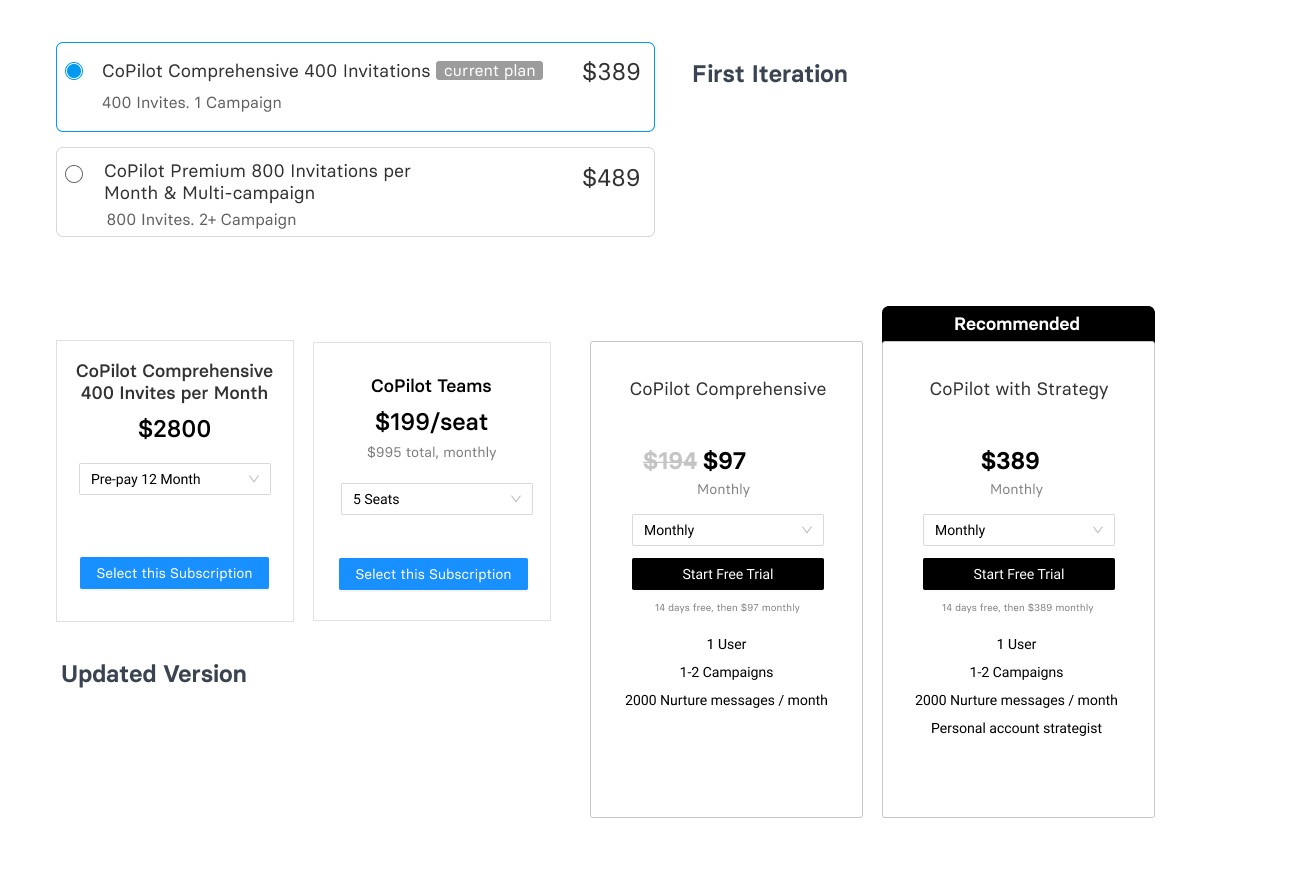 CoPilot Comprehensive 400 Invitations current plan $389
400 Invites. 1 Campaign
First Iteration
CoPilot Premium 800 Invitations per
Month & Multi-campaign
$489
800 Invites. 2+ Campaign
CoPilot Comprehensive
400 Invites per Month
$2800
Pre-pay 12 Month
Select this Subscription
CoPilot Teams
$199/seat
$995 total, monthly
5 Seats
Select this Subscription
Updated Version
CoPilot Comprehensive
$194 $97
Monthly
Monthly
Start Free Trial
14 days free, then $97 monthly
1 User
1-2 Campaigns
2000 Nurture messages / month
Recommended
CoPilot with Strategy
$389
Monthly
Monthly
Start Free Trial
14 days free, then $389 monthly
1 User
1-2 Campaigns
2000 Nurture messages / month
Personal account strategist